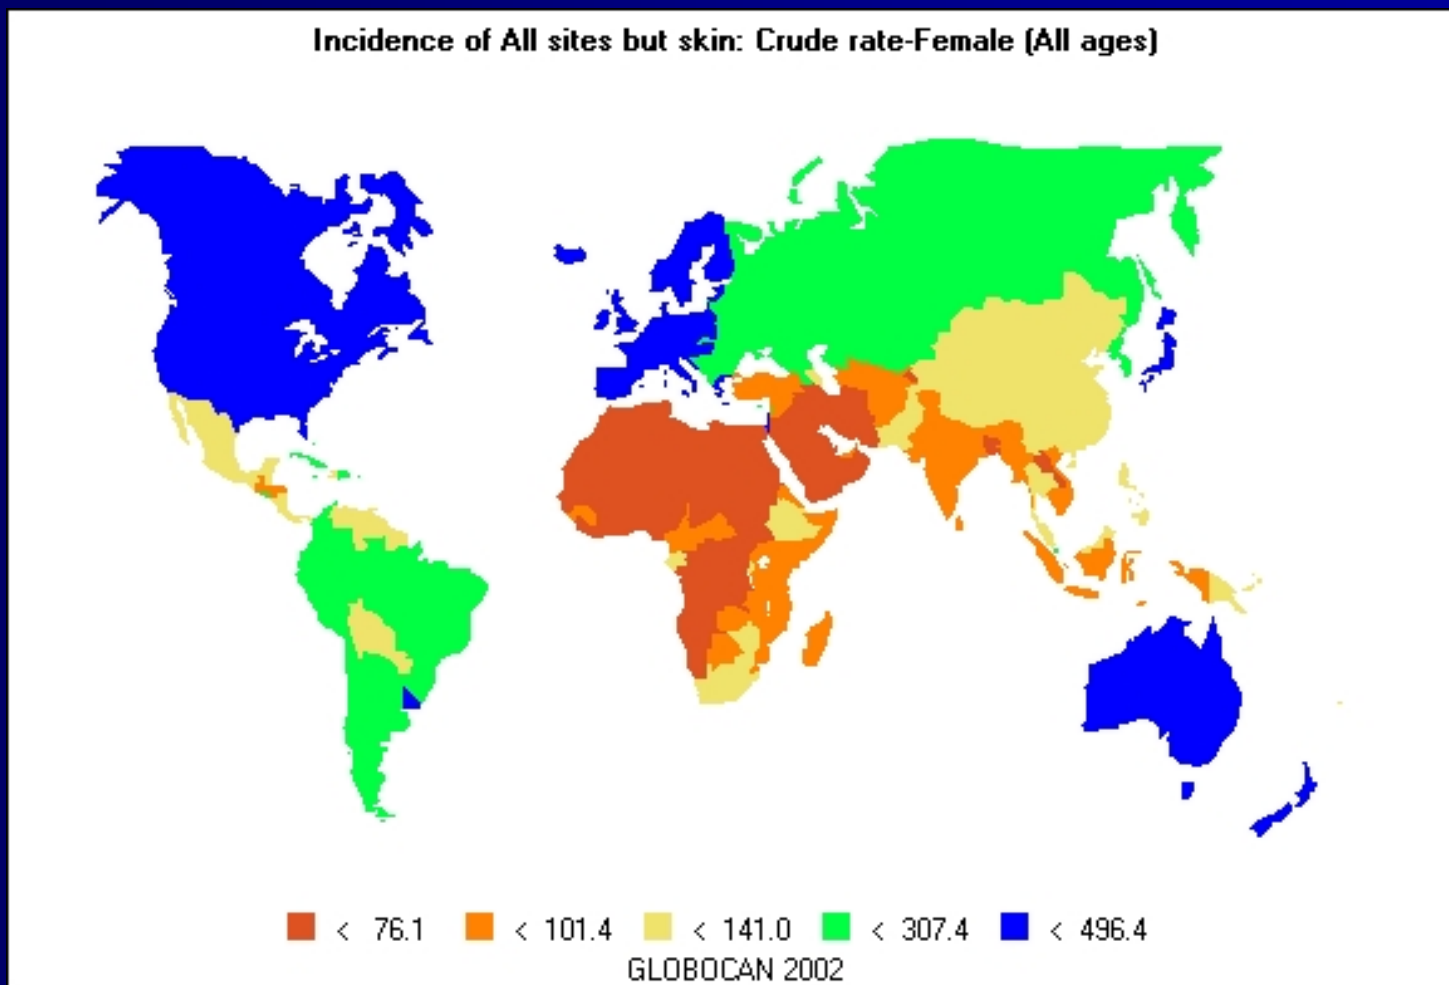 Incidence of All sites but skin: Crude rate-Female (All ages)
< 76.1 < 101.4 < 141.0 < 307.4 < 496.4
GLOBOCAN 2002